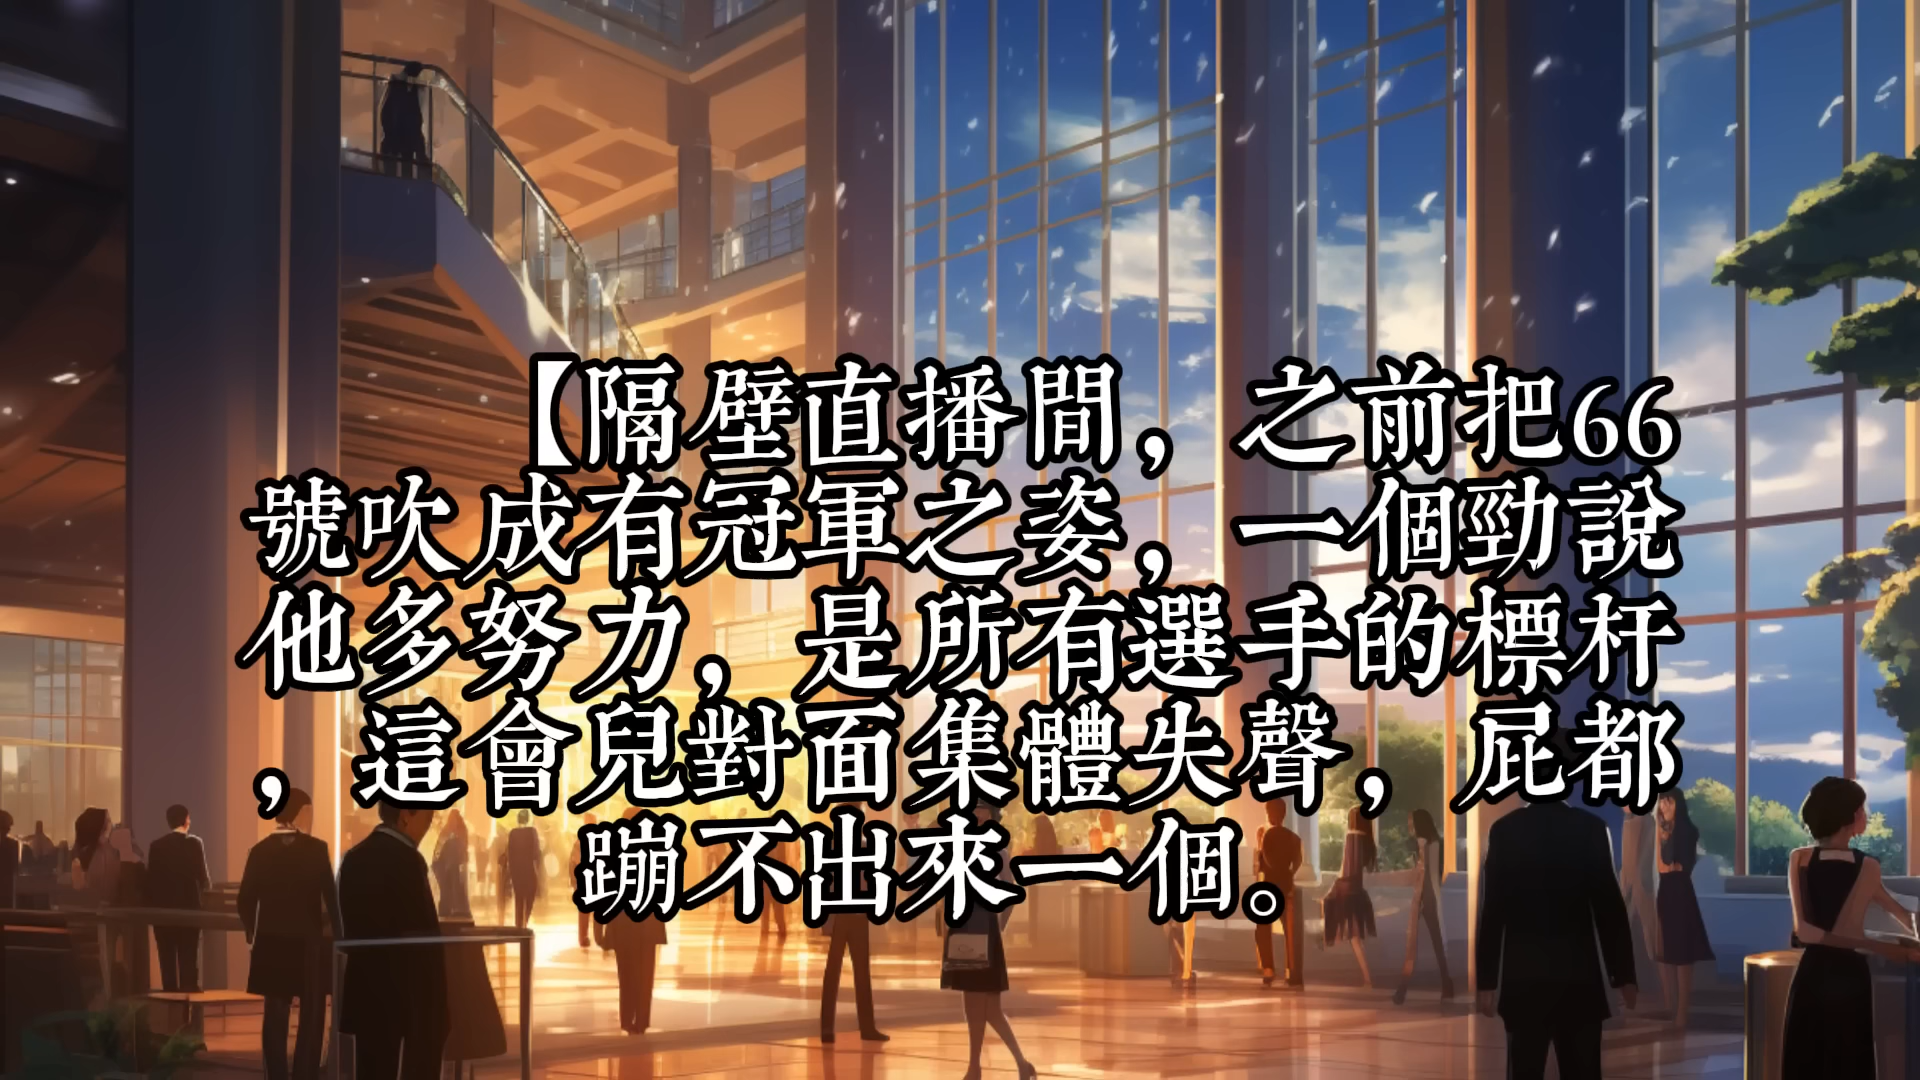 【隔壁直播間，之前把66
號吹成有冠軍之姿，一個勁說
他多努力，是所有選手的標杆
，這會兒對面集體失聲，屁都
蹦不出來一個。